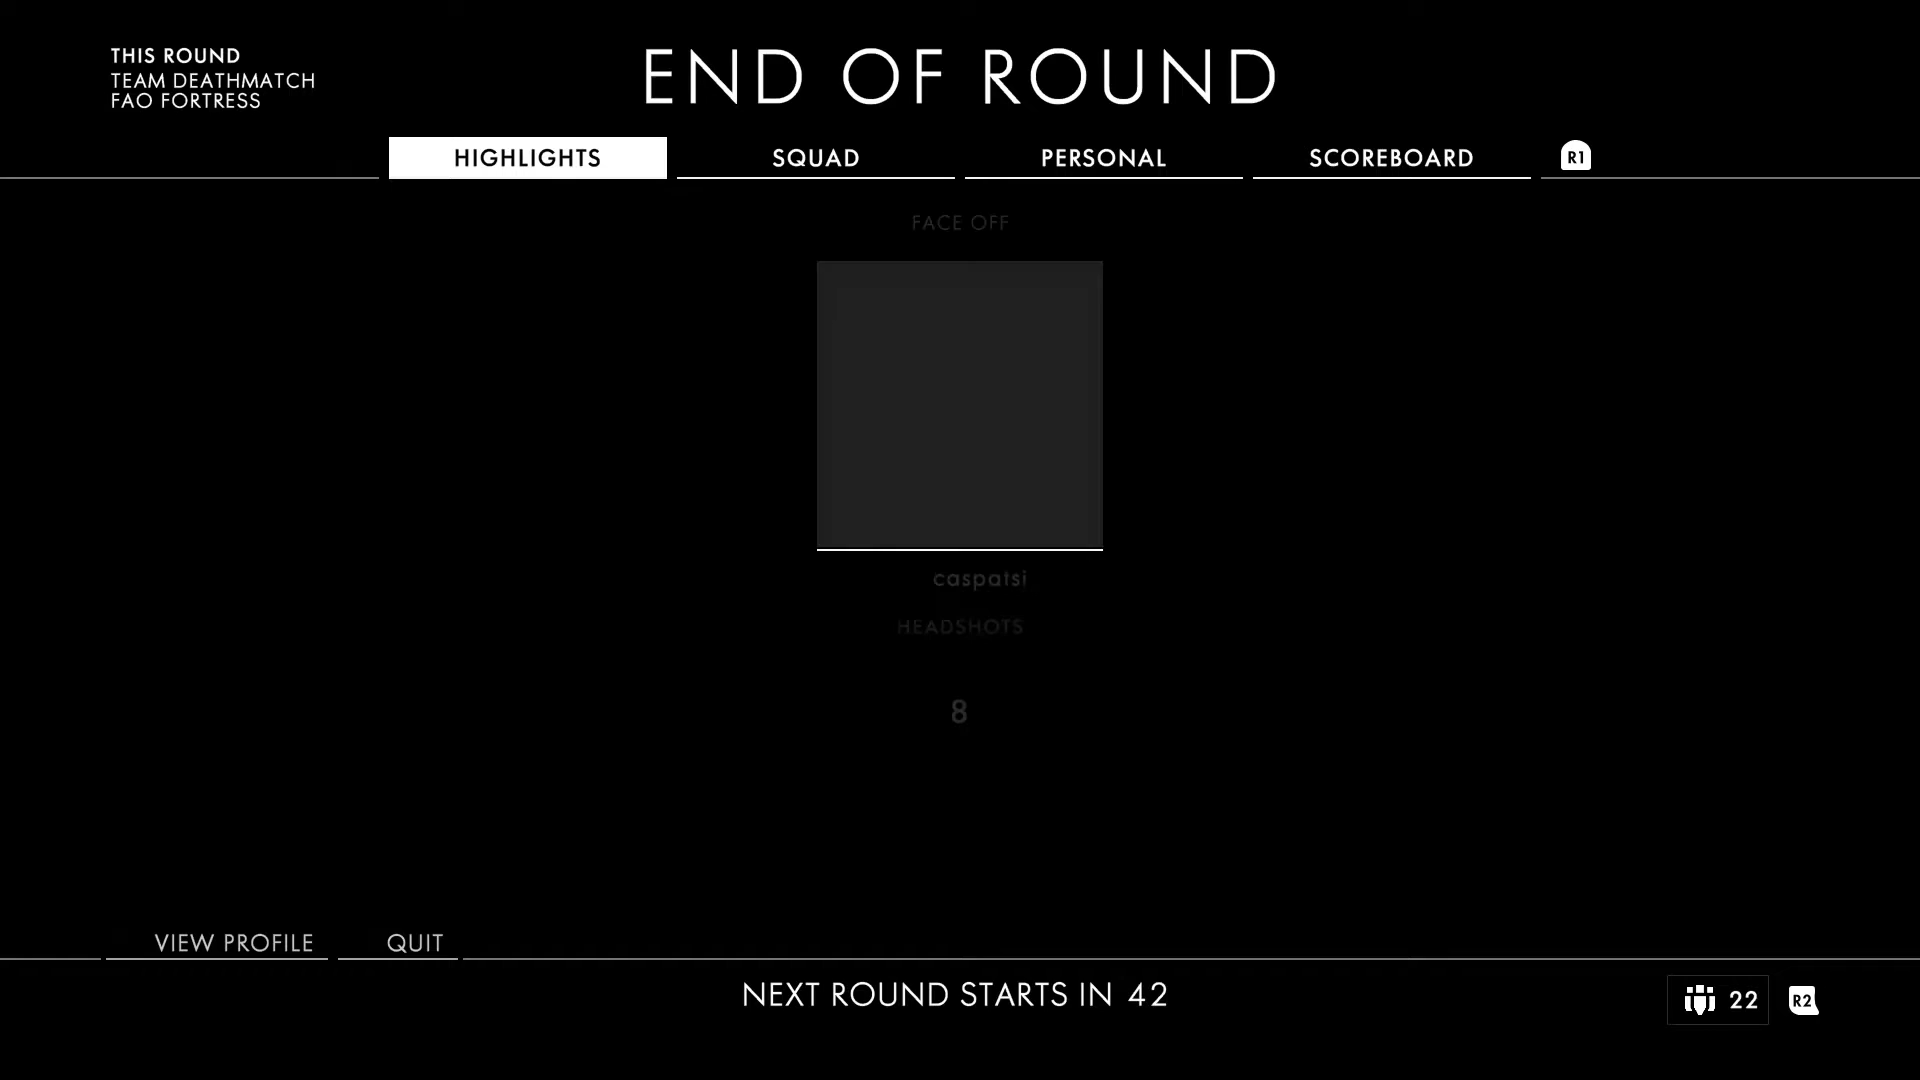 THIS ROUND
TEAM DEATHMATCH
FAO FORTRESS
END OF ROUND
HIGHLIGHTS
SQUAD
PERSONAL
SCOREBOARD
R1
FACE OFF
caspatsi
HEADSHOTS
8
VIEW PROFILE
QUIT
NEXT ROUND STARTS IN 42
22
R2